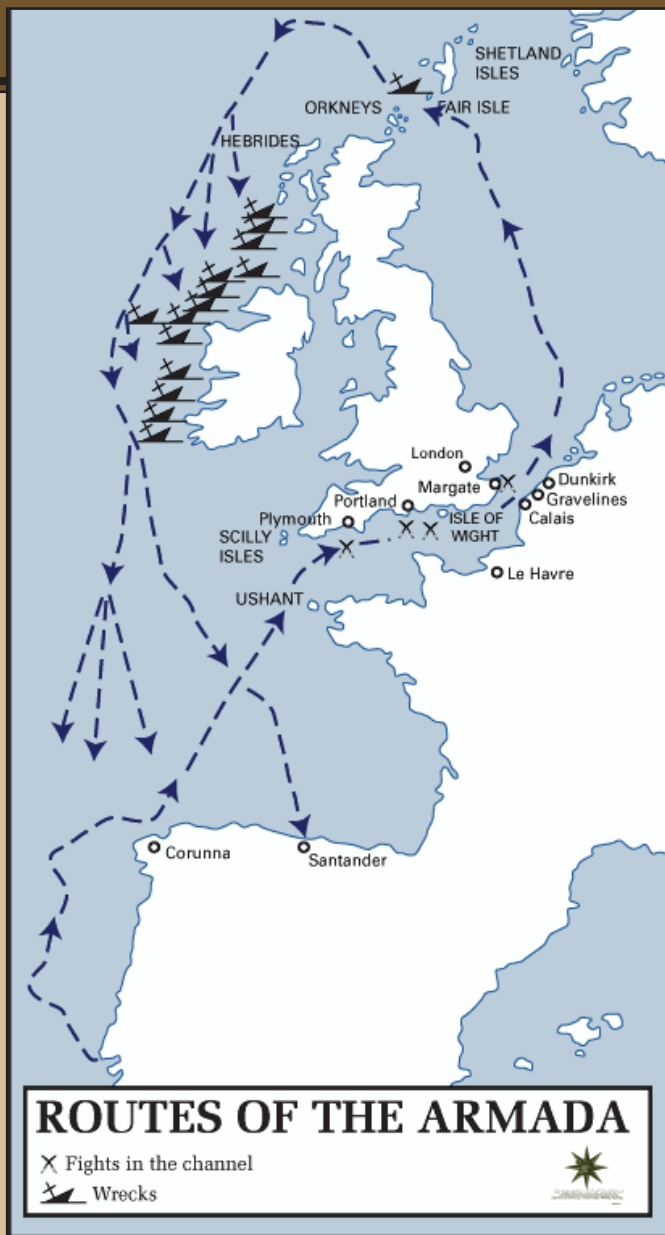 SHETLAND
ISLES
ORKNEYS
FAIR ISLE
HEBRIDES
London
Margate
Dunkirk
Gravelines
Calais
Portland
Plymouth
ISLE OF
WIGHT
SCILLY
ISLES
Le Havre
USHANT
Corunna
Santander
ROUTES OF THE ARMADA
Fights in the channel
Wrecks